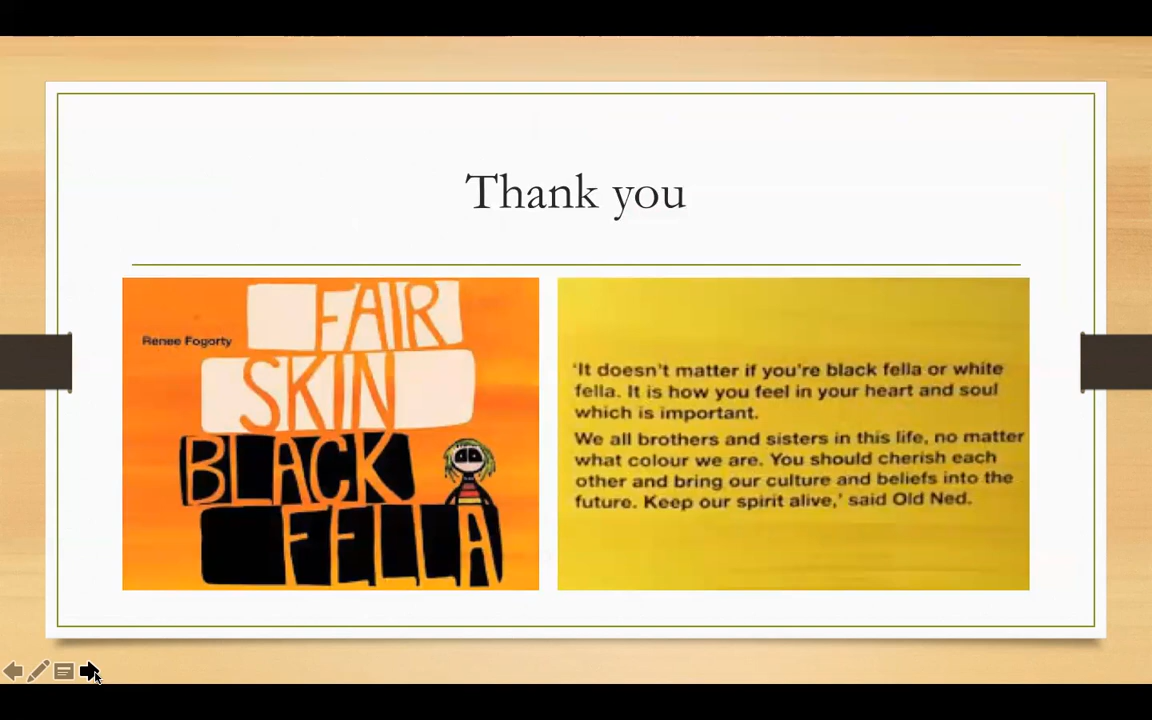 Thank you
Renee Fogorty
FAIR
SKIN
BLACK
FELLA
‘It doesn’t matter if you’re black fella or white
fella. It is how you feel in your heart and soul
which is important.
We all brothers and sisters in this life, no matter
what colour we are. You should cherish each
other and bring our culture and beliefs into the
future. Keep our spirit alive,’ said Old Ned.